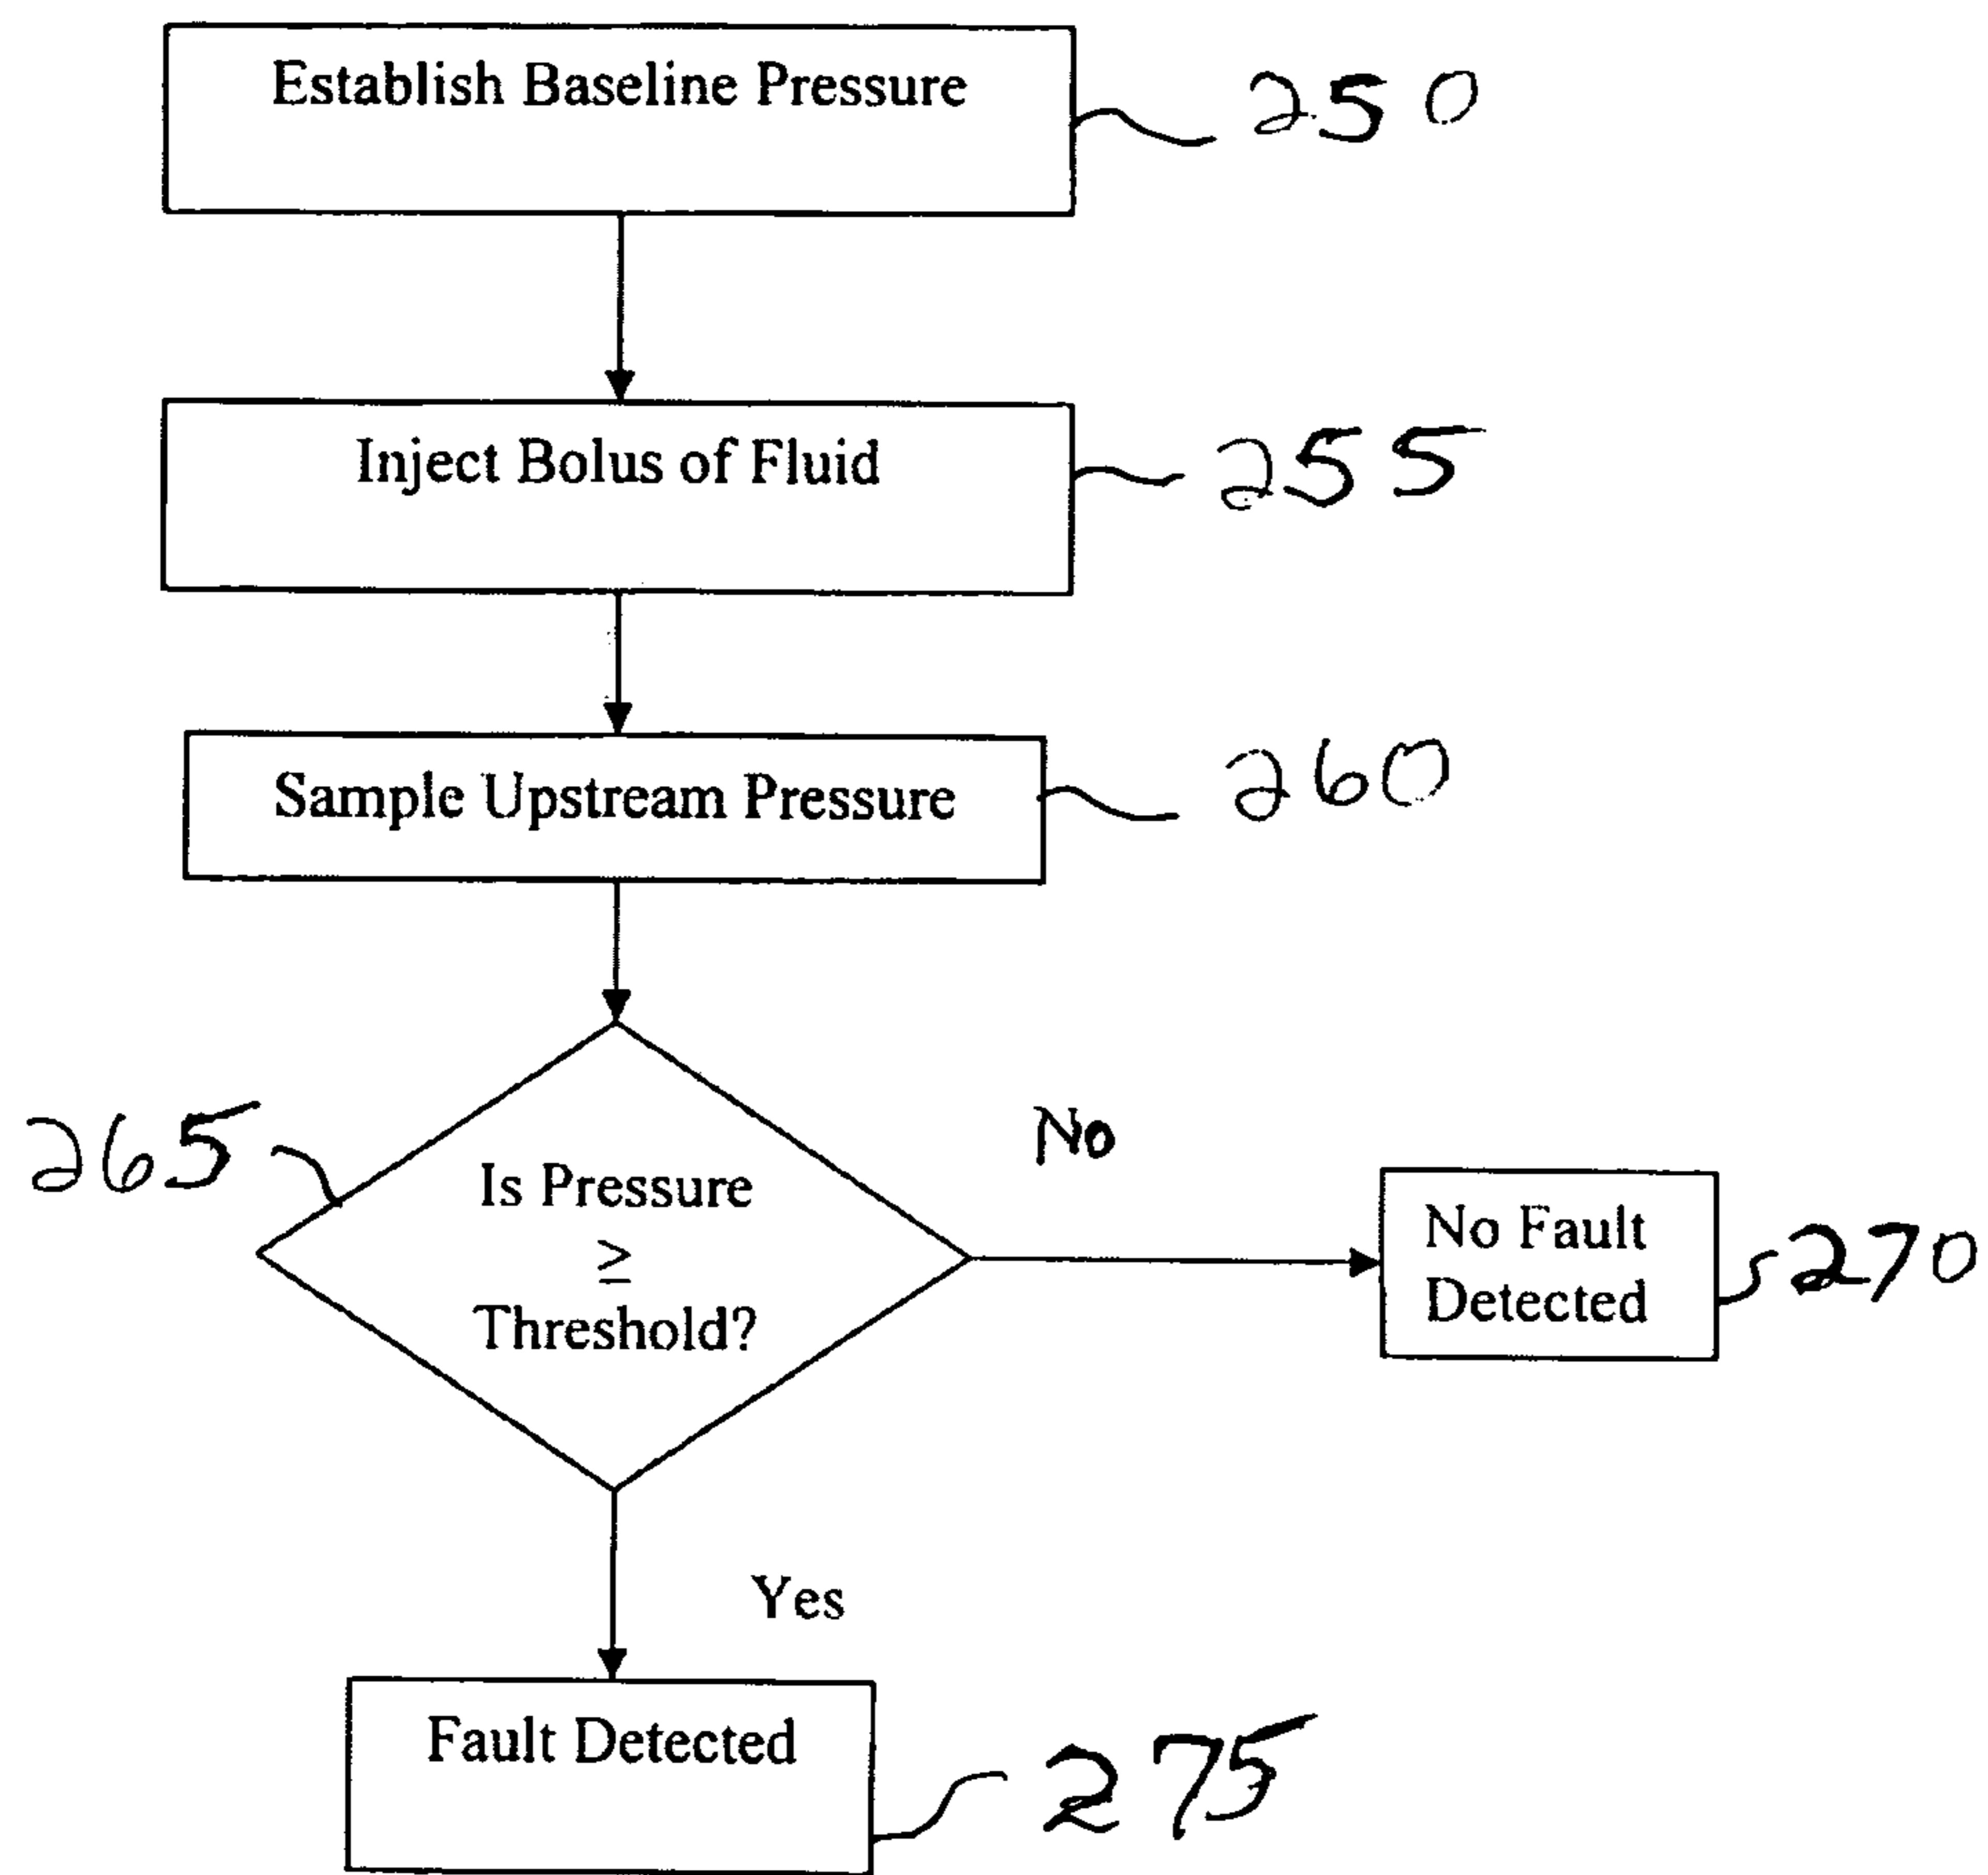 Establish Baseline Pressure
250
Inject Bolus of Fluid
255
Sample Upstream Pressure
260
265
Is Pressure
≥
Threshold?
No
No Fault
Detected
270
Yes
Fault Detected
275